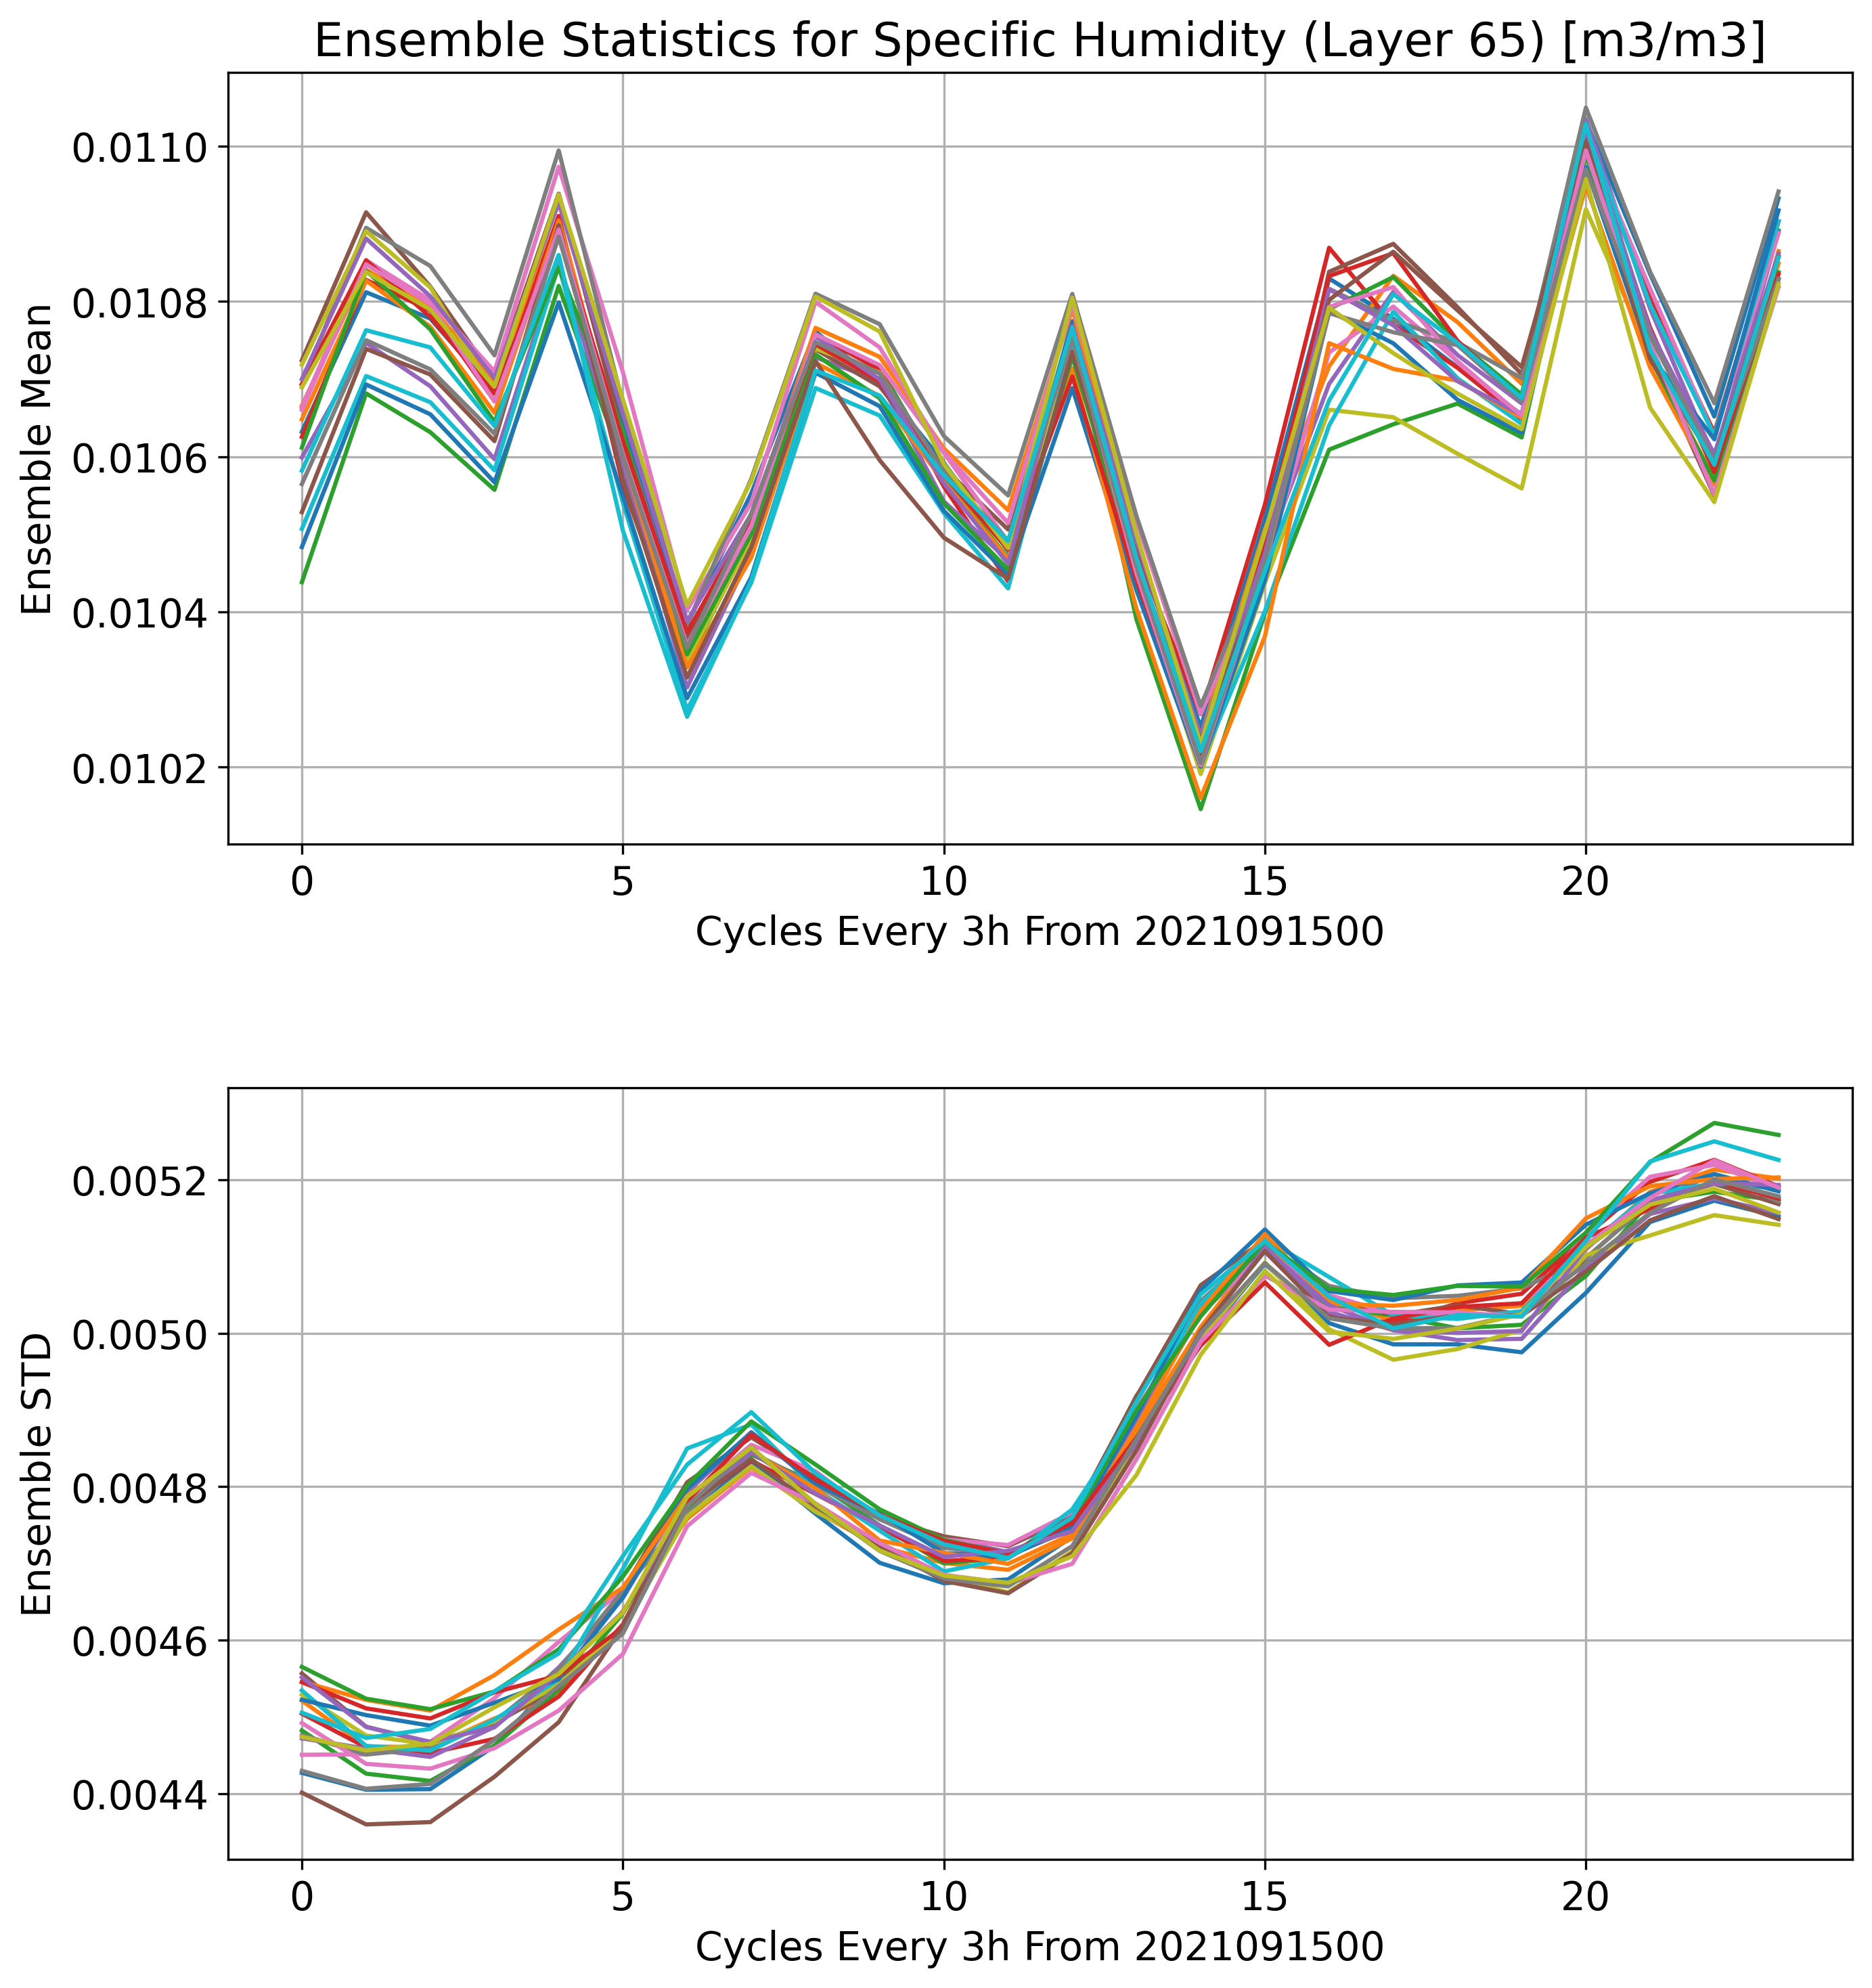 Ensemble Statistics for Specific Humidity (Layer 65) [m3/m3]
Ensemble Mean
0.0110
0.0108
0.0106
0.0104
0.0102
0 5 10 15 20
Cycles Every 3h From 2021091500
Ensemble STD
0.0052
0.0050
0.0048
0.0046
0.0044
0 5 10 15 20
Cycles Every 3h From 2021091500